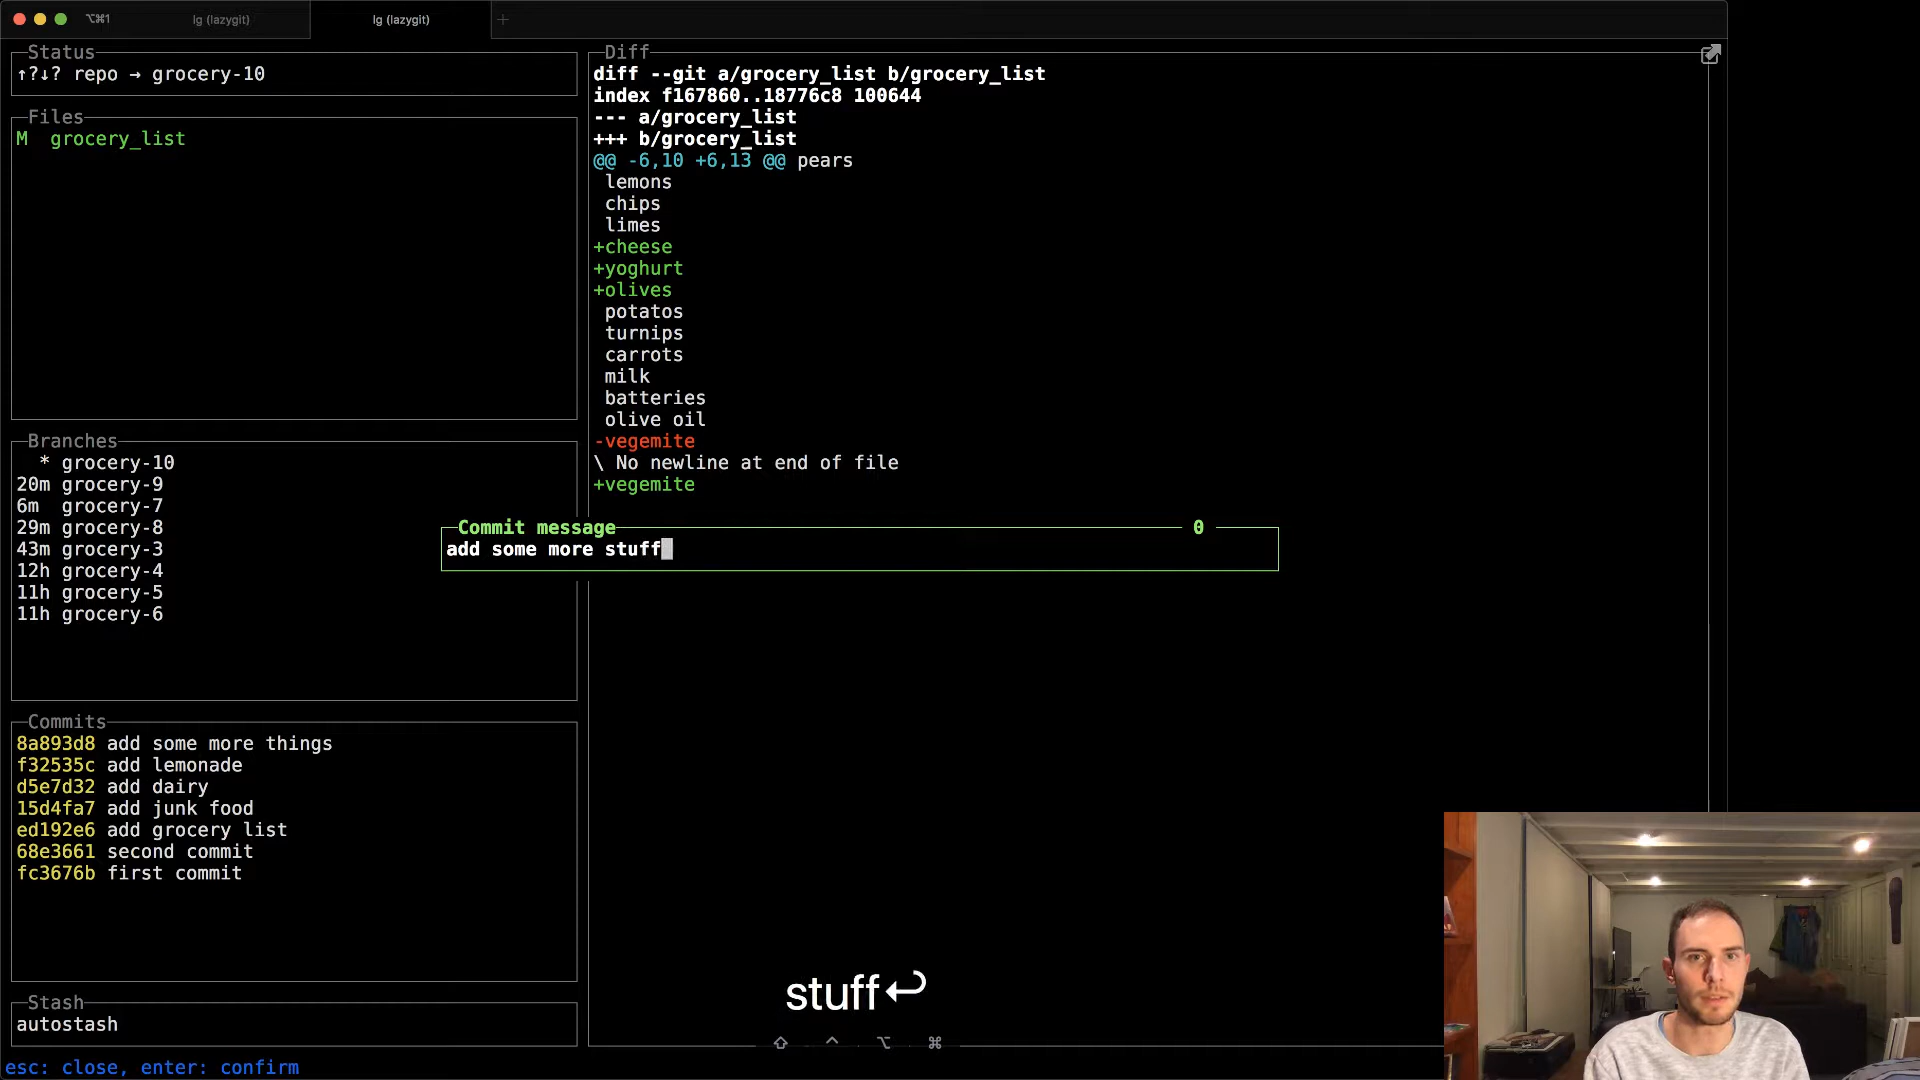 ⌥⌘1
lg (lazygit)
lg (lazygit)
+
Status
↑?↓? repo → grocery-10
Files
M  grocery_list
Branches
* grocery-10
20m grocery-9
6m  grocery-7
29m grocery-8
43m grocery-3
12h grocery-4
11h grocery-5
11h grocery-6
Commits
8a893d8 add some more things
f32535c add lemonade
d5e7d32 add dairy
15d4fa7 add junk food
ed192e6 add grocery list
68e3661 second commit
fc3676b first commit
Stash
autostash
Diff
diff --git a/grocery_list b/grocery_list
index f167860..18776c8 100644
--- a/grocery_list
+++ b/grocery_list
@@ -6,10 +6,13 @@ pears
 lemons
 chips
 limes
+cheese
+yoghurt
+olives
 potatos
 turnips
 carrots
 milk
 batteries
 olive oil
-vegemite
\ No newline at end of file
+vegemite
Commit message 0
add some more stuff
stuff↩
⇧ ⌃ ⌥ ⌘
esc: close, enter: confirm